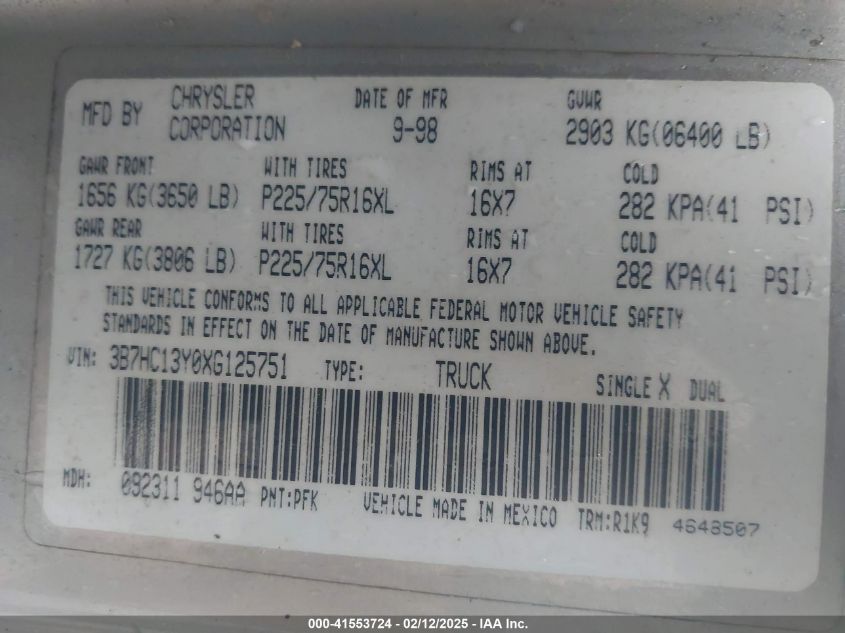 MFD BY CHRYSLER CORPORATION DATE OF MFR 9-98 GVWR 2903 KG(06400 LB)
GAWR FRONT WITH TIRES RIMS AT COLD
1656 KG(3650 LB) P225/75R16XL 16X7 282 KPA(41 PSI)
GAWR REAR WITH TIRES RIMS AT COLD
1727 KG(3806 LB) P225/75R16XL 16X7 282 KPA(41 PSI)
THIS VEHICLE CONFORMS TO ALL APPLICABLE FEDERAL MOTOR VEHICLE SAFETY
STANDARDS IN EFFECT ON THE DATE OF MANUFACTURE SHOWN ABOVE.
VIN: 3B7HC13Y0XG125751 TYPE: TRUCK SINGLE X DUAL
MDH: 092311 946AA PNT:PFK VEHICLE MADE IN MEXICO TRM:R1K9 4648507
000-41553724 - 02/12/2025 - IAA Inc.